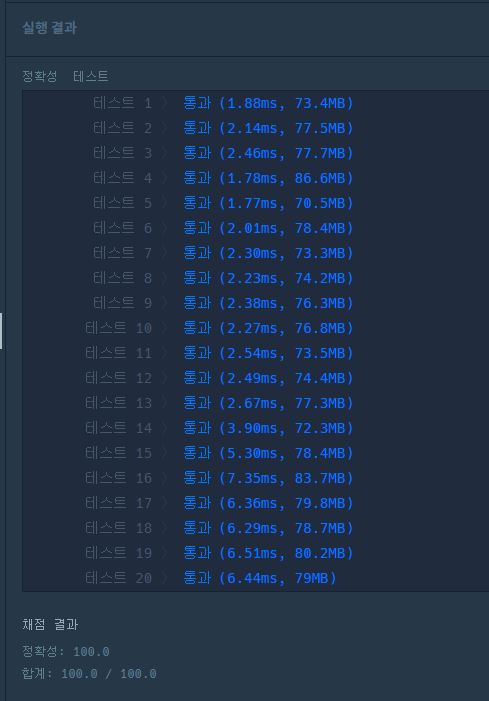 실행 결과
정확성 테스트
테스트 1 〉 통과 (1.88ms, 73.4MB)
테스트 2 〉 통과 (2.14ms, 77.5MB)
테스트 3 〉 통과 (2.46ms, 77.7MB)
테스트 4 〉 통과 (1.78ms, 86.6MB)
테스트 5 〉 통과 (1.77ms, 70.5MB)
테스트 6 〉 통과 (2.01ms, 78.4MB)
테스트 7 〉 통과 (2.30ms, 73.3MB)
테스트 8 〉 통과 (2.23ms, 74.2MB)
테스트 9 〉 통과 (2.38ms, 76.3MB)
테스트 10 〉 통과 (2.27ms, 76.8MB)
테스트 11 〉 통과 (2.54ms, 73.5MB)
테스트 12 〉 통과 (2.49ms, 74.4MB)
테스트 13 〉 통과 (2.67ms, 77.3MB)
테스트 14 〉 통과 (3.90ms, 72.3MB)
테스트 15 〉 통과 (5.30ms, 78.4MB)
테스트 16 〉 통과 (7.35ms, 83.7MB)
테스트 17 〉 통과 (6.36ms, 79.8MB)
테스트 18 〉 통과 (6.29ms, 78.7MB)
테스트 19 〉 통과 (6.51ms, 80.2MB)
테스트 20 〉 통과 (6.44ms, 79MB)
채점 결과
정확성: 100.0
합계: 100.0 / 100.0